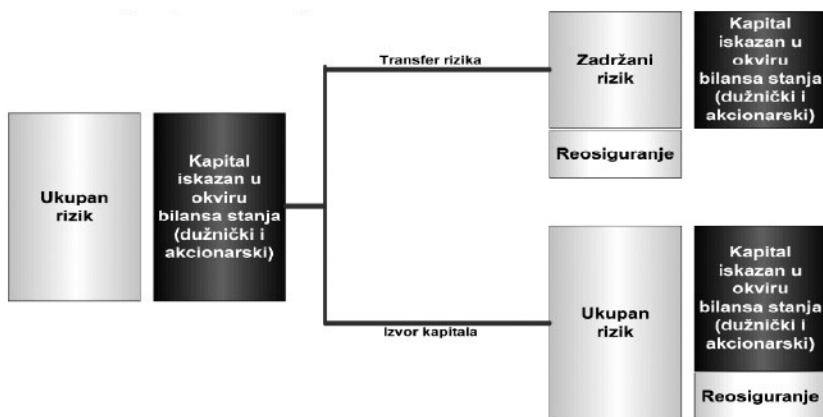 Ukupan
rizik
Kapital
iskazan u
okviru
bilansa stanja
(dužnički i
akcionarski)
Transfer rizika
Zadržani
rizik
Reosiguranje
Kapital
iskazan u
okviru
bilansa stanja
(dužnički i
akcionarski)
Izvor kapitala
Ukupan
rizik
Kapital
iskazan u
okviru
bilansa stanja
(dužnički i
akcionarski)
Reosiguranje